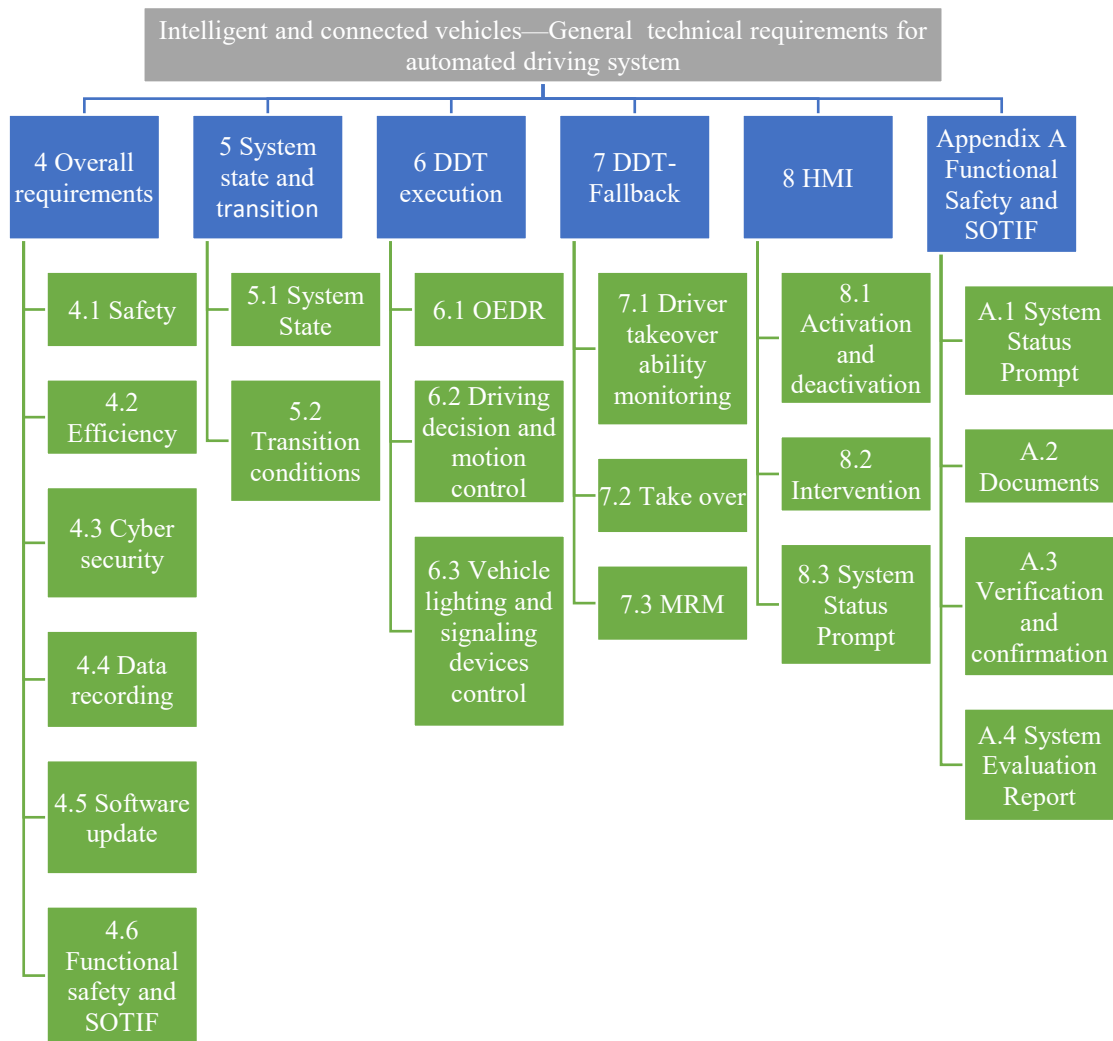 Intelligent and connected vehicles—General technical requirements for
automated driving system
4 Overall
requirements
4.1 Safety
4.2
Efficiency
4.3 Cyber
security
4.4 Data
recording
4.5 Software
update
4.6
Functional
safety and
SOTIF
5 System
state and
transition
5.1 System
State
5.2
Transition
conditions
6 DDT
execution
6.1 OEDR
6.2 Driving
decision and
motion
control
6.3 Vehicle
lighting and
signaling
devices
control
7 DDT-
Fallback
7.1 Driver
takeover
ability
monitoring
7.2 Take over
7.3 MRM
8 HMI
8.1
Activation
and
deactivation
8.2
Intervention
8.3 System
Status
Prompt
Appendix A
Functional
Safety and
SOTIF
A.1 System
Status
Prompt
A.2
Documents
A.3
Verification
and
confirmation
A.4 System
Evaluation
Report